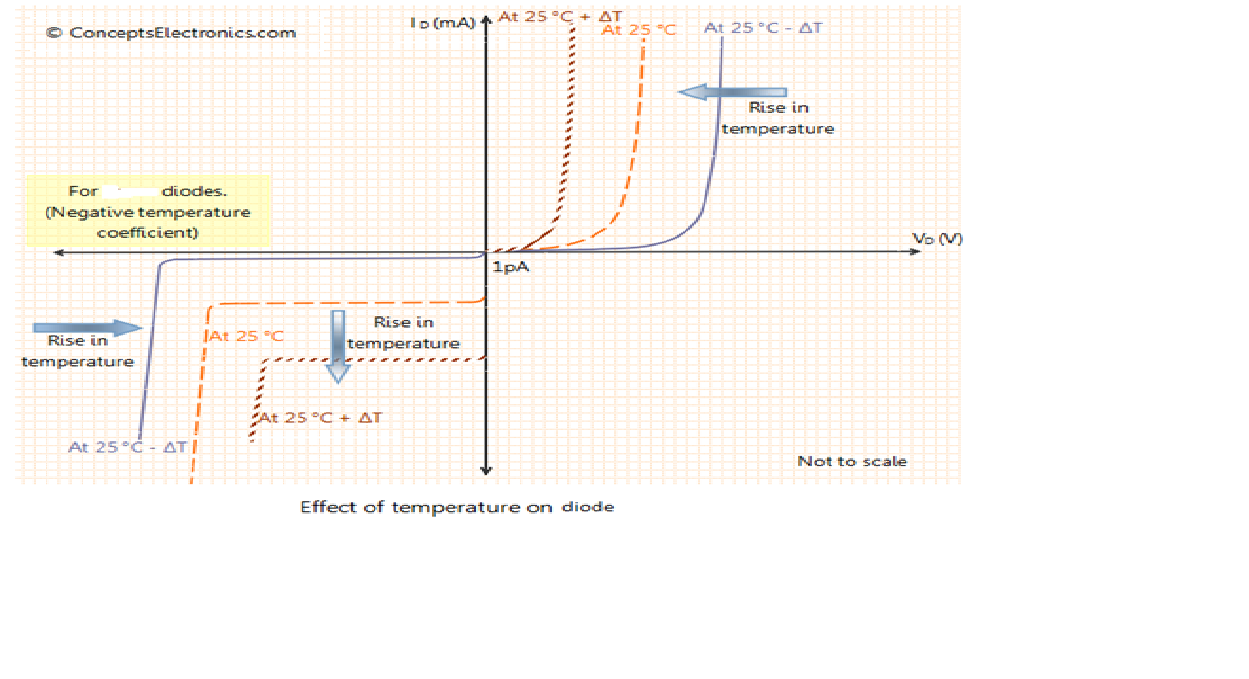 © ConceptsElectronics.com
I D (mA)
At 25 °C + ΔT
At 25 °C
At 25 °C - ΔT
Rise in
temperature
For diodes.
(Negative temperature
coefficient)
VD (V)
1pA
Rise in
temperature
At 25 °C
Rise in
temperature
At 25 °C + ΔT
At 25 °C - ΔT
Not to scale
Effect of temperature on diode